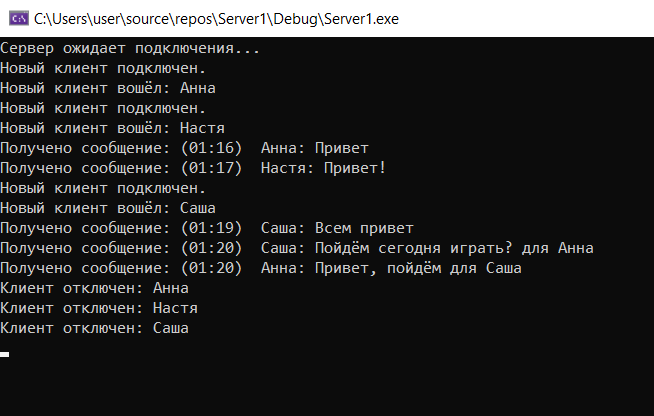 C:\Users\user\source\repos\Server1\Debug\Server1.exe
Сервер ожидает подключения...
Новый клиент подключен.
Новый клиент вошёл: Анна
Новый клиент подключен.
Новый клиент вошёл: Настя
Получено сообщение: (01:16)  Анна: Привет
Получено сообщение: (01:17)  Настя: Привет!
Новый клиент подключен.
Новый клиент вошёл: Саша
Получено сообщение: (01:19)  Саша: Всем привет
Получено сообщение: (01:20)  Саша: Пойдём сегодня играть? для Анна
Получено сообщение: (01:20)  Анна: Привет, пойдём для Саша
Клиент отключен: Анна
Клиент отключен: Настя
Клиент отключен: Саша